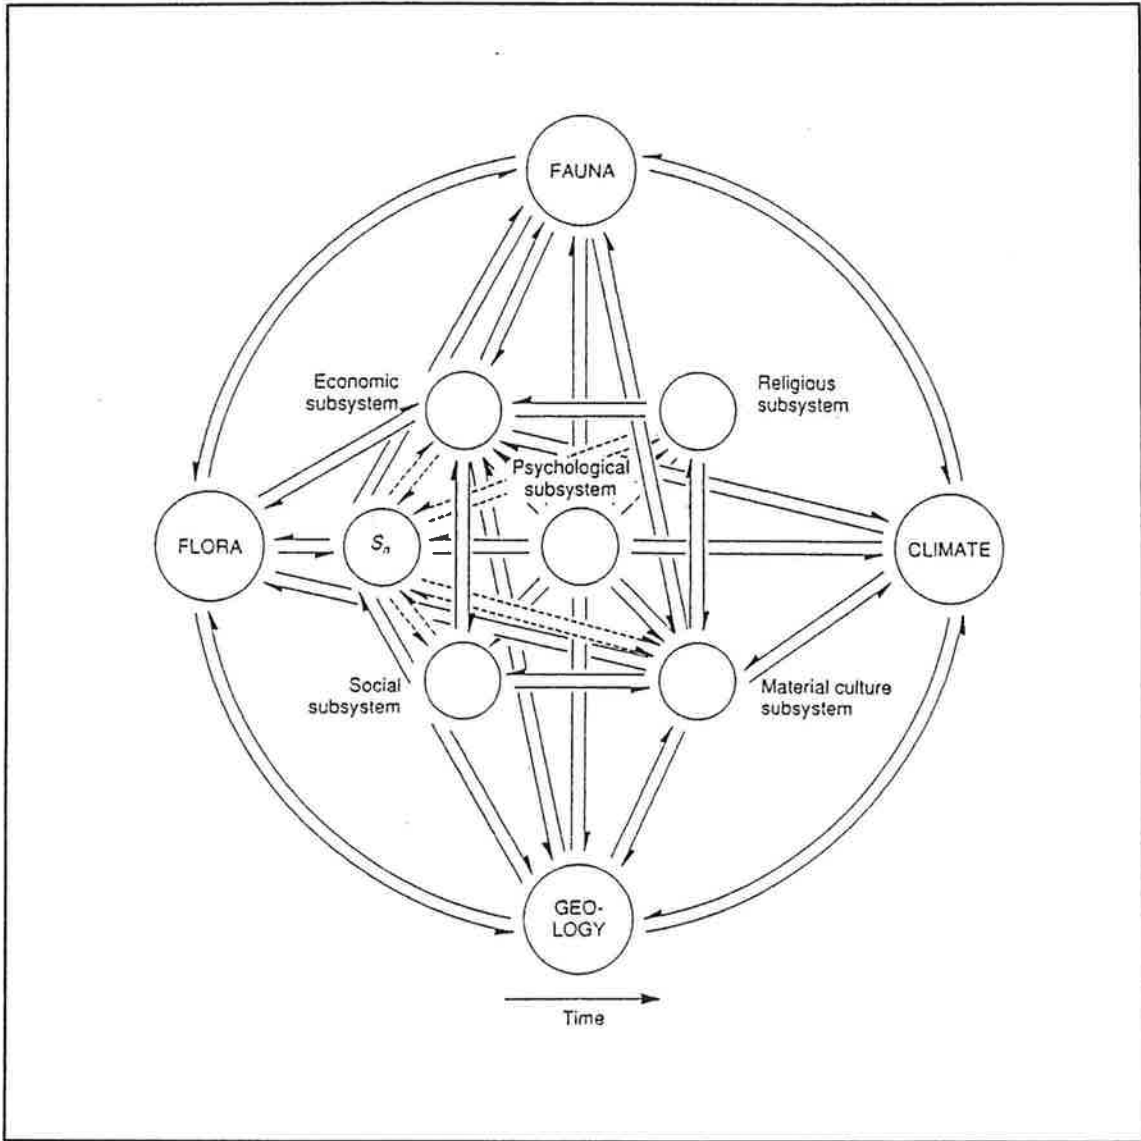 FAUNA
Economic
subsystem
Religious
subsystem
Psychological
subsystem
FLORA
Sn
CLIMATE
Social
subsystem
Material culture
subsystem
GEO-
LOGY
Time